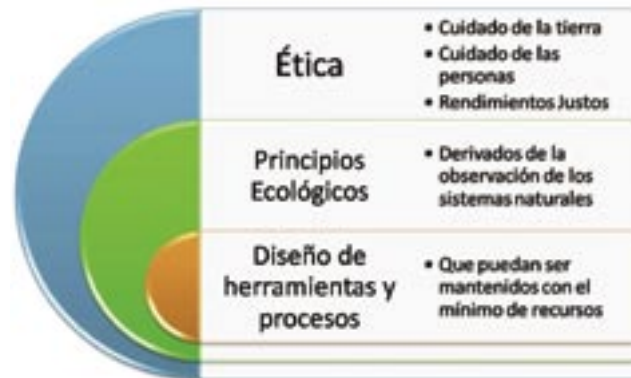 Ética
• Cuidado de la tierra
• Cuidado de las
personas
• Rendimientos Justos
Principios
Ecológicos
• Derivados de la
observación de los
sistemas naturales
Diseño de
herramientas y
procesos
• Que puedan ser
mantenidos con el
mínimo de recursos